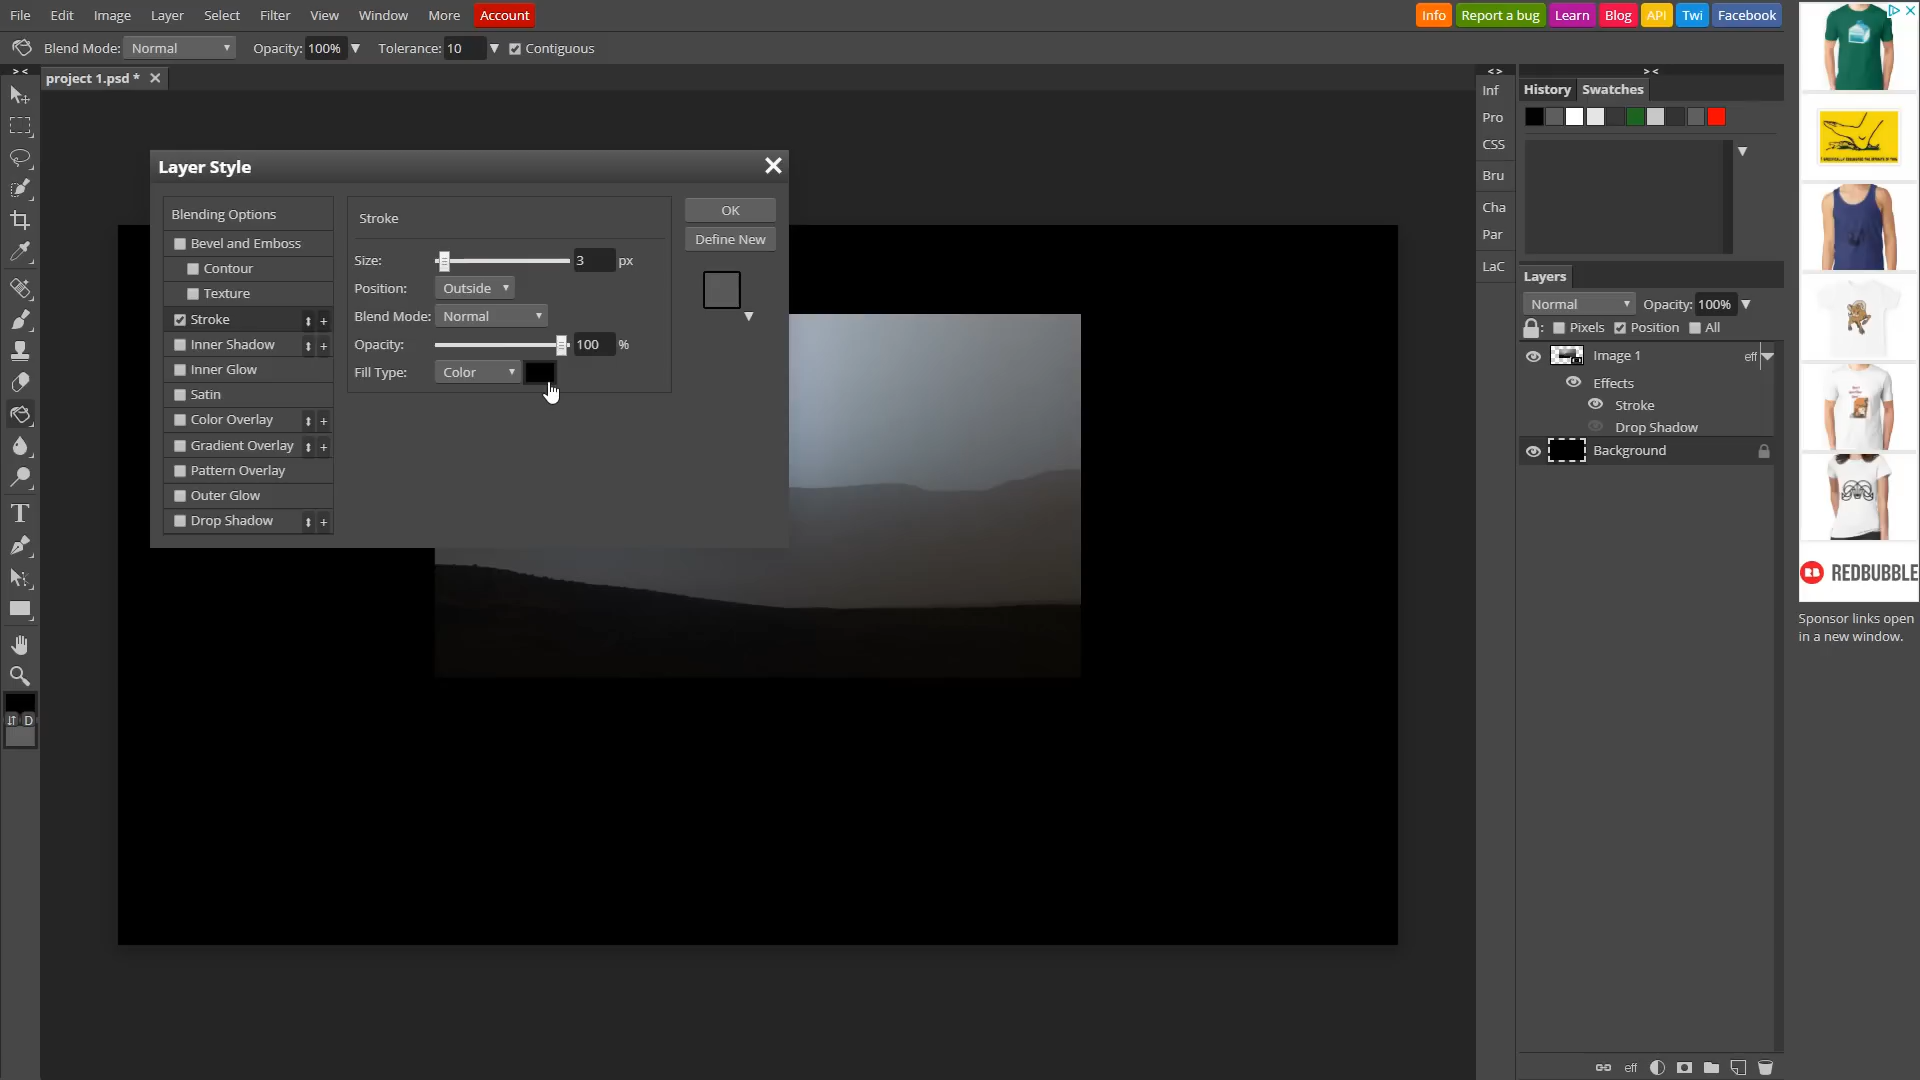 File Edit Image Layer Select Filter View Window More Account Info Report a bug Learn Blog API Twi Facebook
Blend Mode: Normal Opacity: 100% Tolerance: 10 Contiguous
project 1.psd *
Layer Style
Blending Options
Bevel and Emboss
Contour
Texture
Stroke
Inner Shadow
Inner Glow
Satin
Color Overlay
Gradient Overlay
Pattern Overlay
Outer Glow
Drop Shadow
Stroke
Size: 3 px
Position: Outside
Blend Mode: Normal
Opacity: 100 %
Fill Type: Color
OK
Define New
Inf
Pro
CSS
Bru
Cha
Par
LaC
History Swatches
Layers
Normal Opacity: 100%
Pixels Position All
Image 1 eff
Effects
Stroke
Drop Shadow
Background
eff
T
D
REDBUBBLE
Sponsor links open
in a new window.